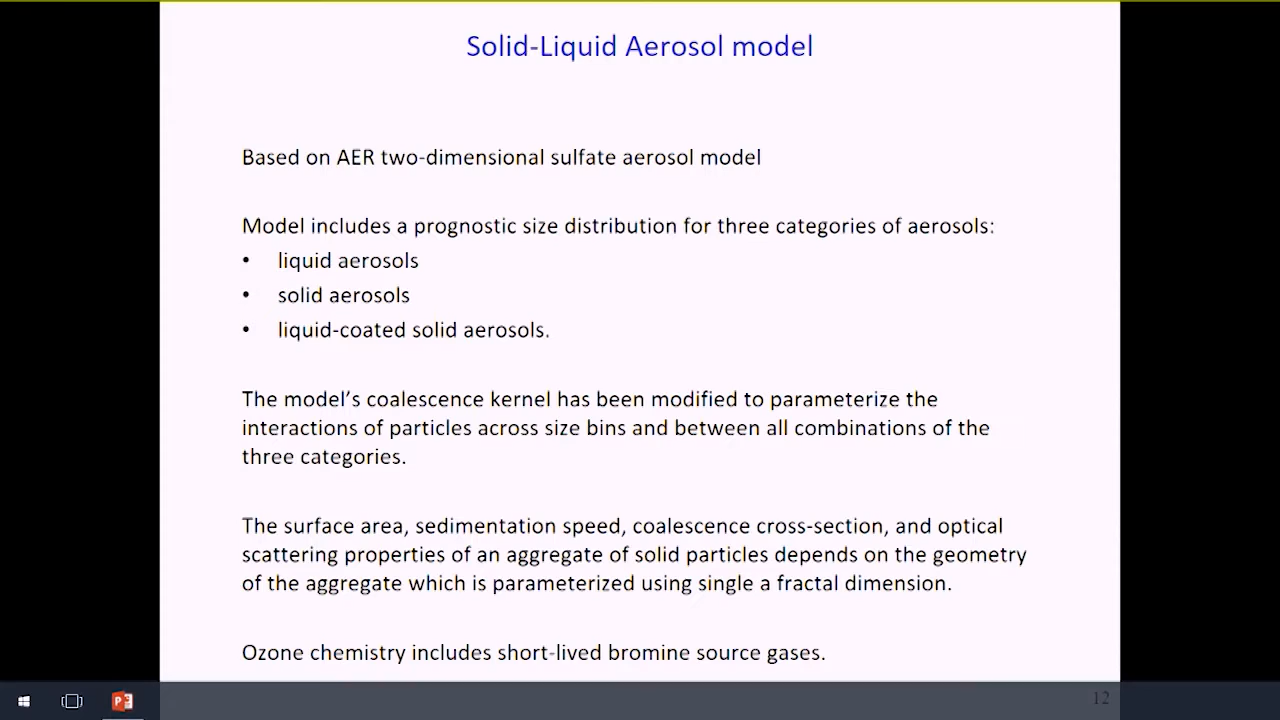 Solid-Liquid Aerosol model
Based on AER two-dimensional sulfate aerosol model
Model includes a prognostic size distribution for three categories of aerosols:
• liquid aerosols
• solid aerosols
• liquid-coated solid aerosols.
The model’s coalescence kernel has been modified to parameterize the
interactions of particles across size bins and between all combinations of the
three categories.
The surface area, sedimentation speed, coalescence cross-section, and optical
scattering properties of an aggregate of solid particles depends on the geometry
of the aggregate which is parameterized using single a fractal dimension.
Ozone chemistry includes short-lived bromine source gases.
12